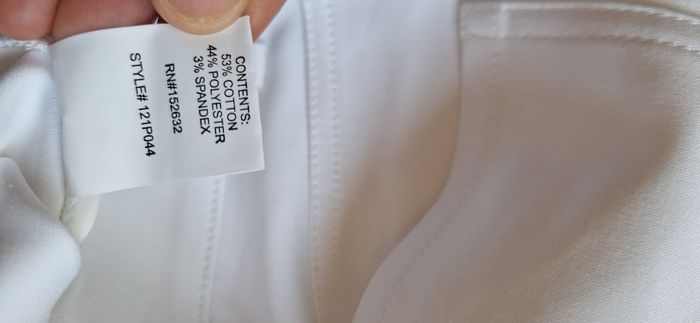 CONTENTS:
53% COTTON
44% POLYESTER
3% SPANDEX
RN#152632
STYLE# 121P044